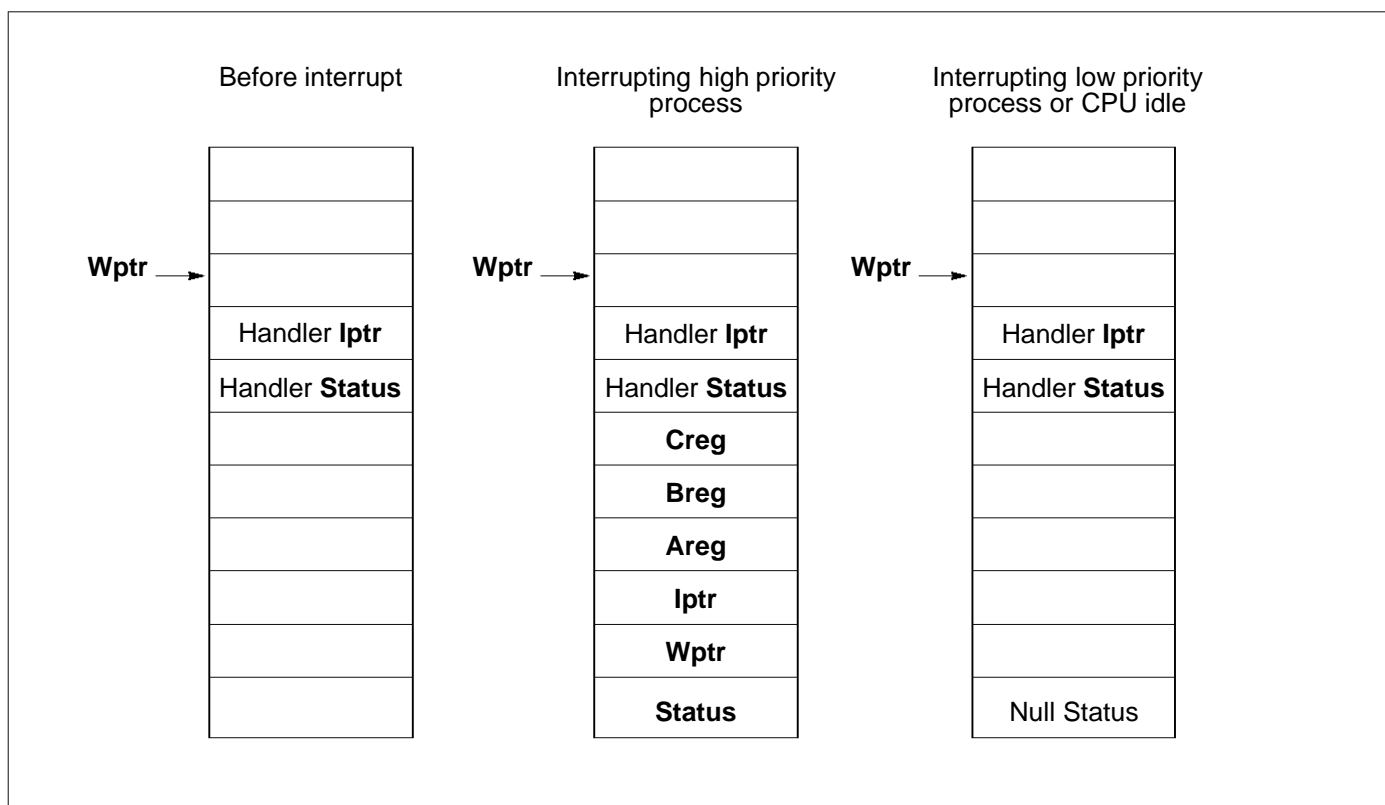 Before interrupt
Interrupting high priority
process
Interrupting low priority
process or CPU idle
Wptr
Handler Iptr
Handler Status
Wptr
Handler Iptr
Handler Status
Creg
Breg
Areg
Iptr
Wptr
Status
Wptr
Handler Iptr
Handler Status
Null Status